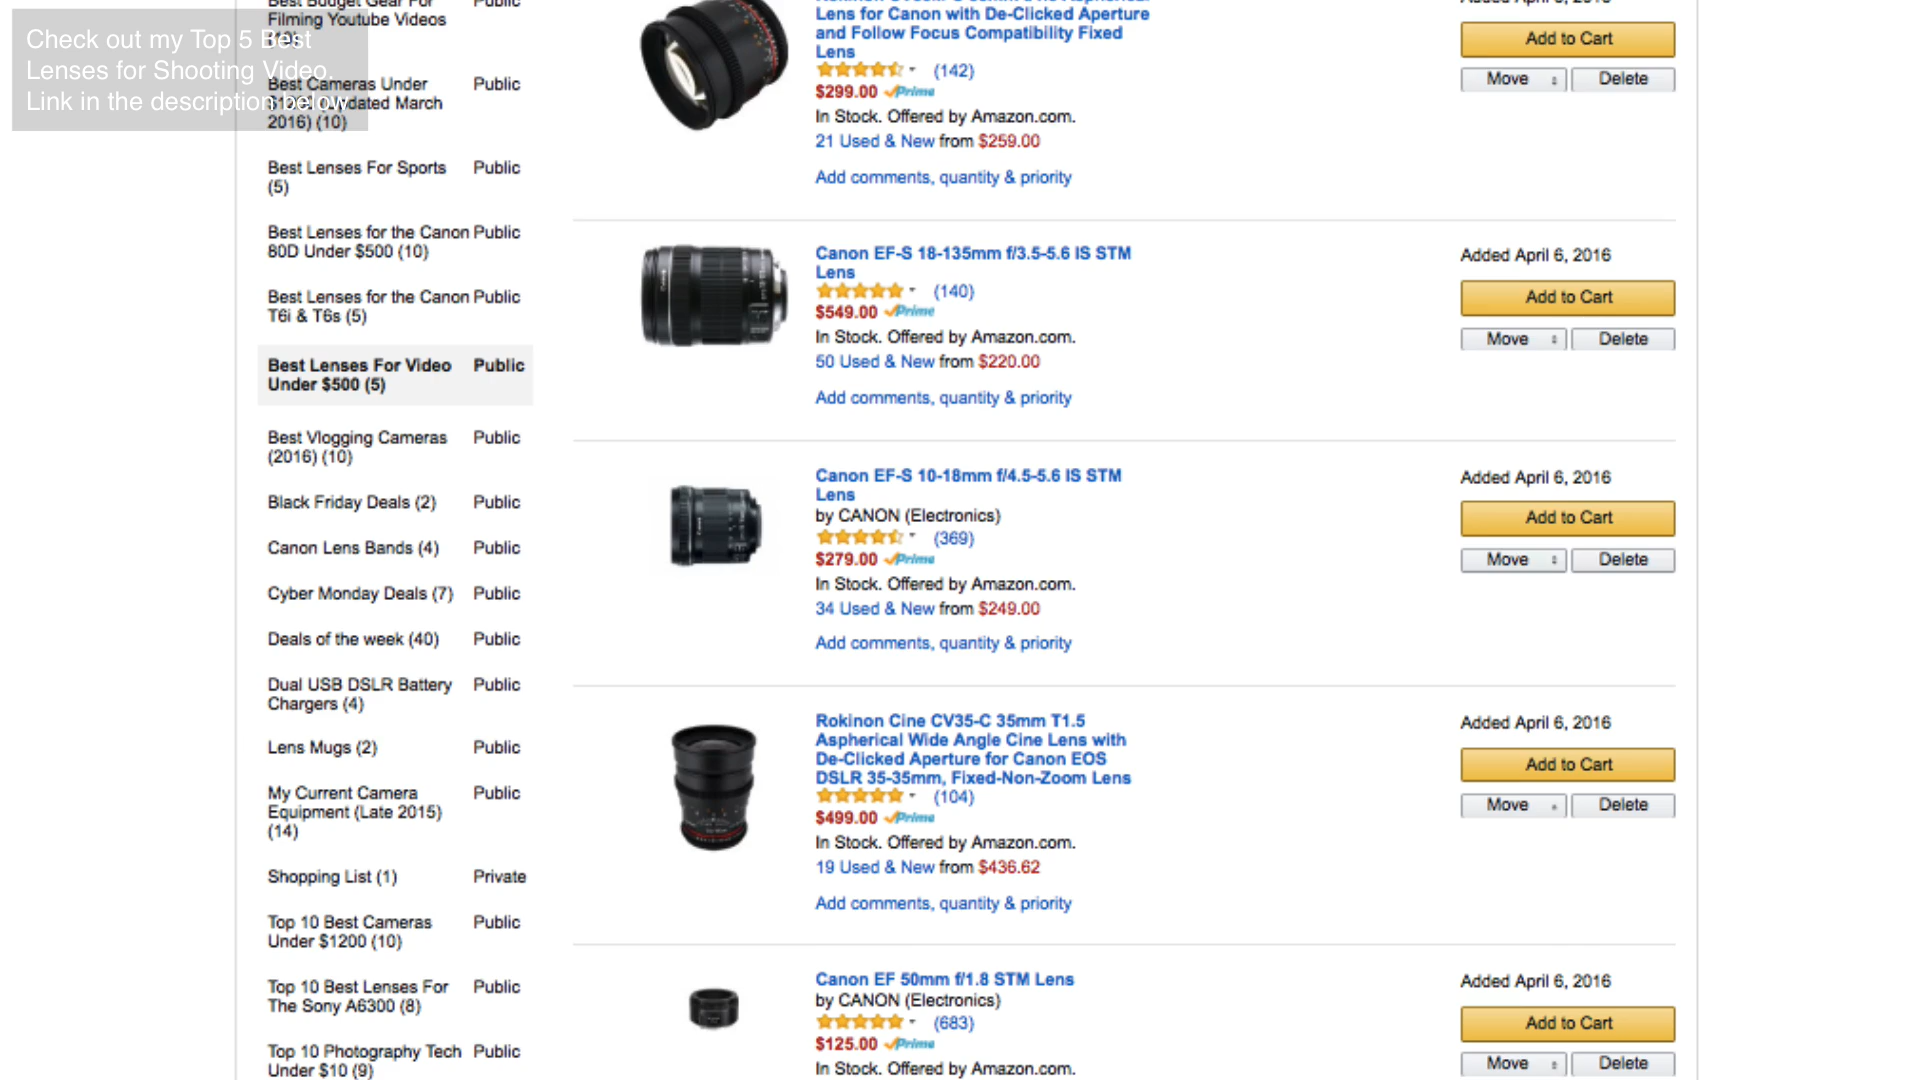 Best Budget Gear For
Public
Filming Youtube Videos
Check out my Top 5 Best
Lenses for Shooting Video.
Link in the description below
Best Cameras Under
Public
2016) (10)
Best Lenses For Sports
Public
(5)
Best Lenses for the Canon
Public
80D Under $500 (10)
Best Lenses for the Canon
Public
T6i & T6s (5)
Best Lenses For Video
Public
Under $500 (5)
Best Vlogging Cameras
Public
(2016) (10)
Black Friday Deals (2)
Public
Canon Lens Bands (4)
Public
Cyber Monday Deals (7)
Public
Deals of the week (40)
Public
Dual USB DSLR Battery
Public
Chargers (4)
Lens Mugs (2)
Public
My Current Camera
Public
Equipment (Late 2015)
(14)
Shopping List (1)
Private
Top 10 Best Cameras
Public
Under $1200 (10)
Top 10 Best Lenses For
Public
The Sony A6300 (8)
Top 10 Photography Tech
Public
Under $10 (9)
Lens for Canon with De-Clicked Aperture
and Follow Focus Compatibility Fixed
Lens
(142)
$299.00 Prime
In Stock. Offered by Amazon.com.
21 Used & New from $259.00
Add comments, quantity & priority
Added April 6, 2016
Add to Cart
Move
Delete
Canon EF-S 18-135mm f/3.5-5.6 IS STM
Lens
(140)
$549.00 Prime
In Stock. Offered by Amazon.com.
50 Used & New from $220.00
Add comments, quantity & priority
Added April 6, 2016
Add to Cart
Move
Delete
Canon EF-S 10-18mm f/4.5-5.6 IS STM
Lens
by CANON (Electronics)
(369)
$279.00 Prime
In Stock. Offered by Amazon.com.
34 Used & New from $249.00
Add comments, quantity & priority
Added April 6, 2016
Add to Cart
Move
Delete
Rokinon Cine CV35-C 35mm T1.5
Aspherical Wide Angle Cine Lens with
De-Clicked Aperture for Canon EOS
DSLR 35-35mm, Fixed-Non-Zoom Lens
(104)
$499.00 Prime
In Stock. Offered by Amazon.com.
19 Used & New from $436.62
Add comments, quantity & priority
Added April 6, 2016
Add to Cart
Move
Delete
Canon EF 50mm f/1.8 STM Lens
by CANON (Electronics)
(683)
$125.00 Prime
In Stock. Offered by Amazon.com.
Added April 6, 2016
Add to Cart
Move
Delete